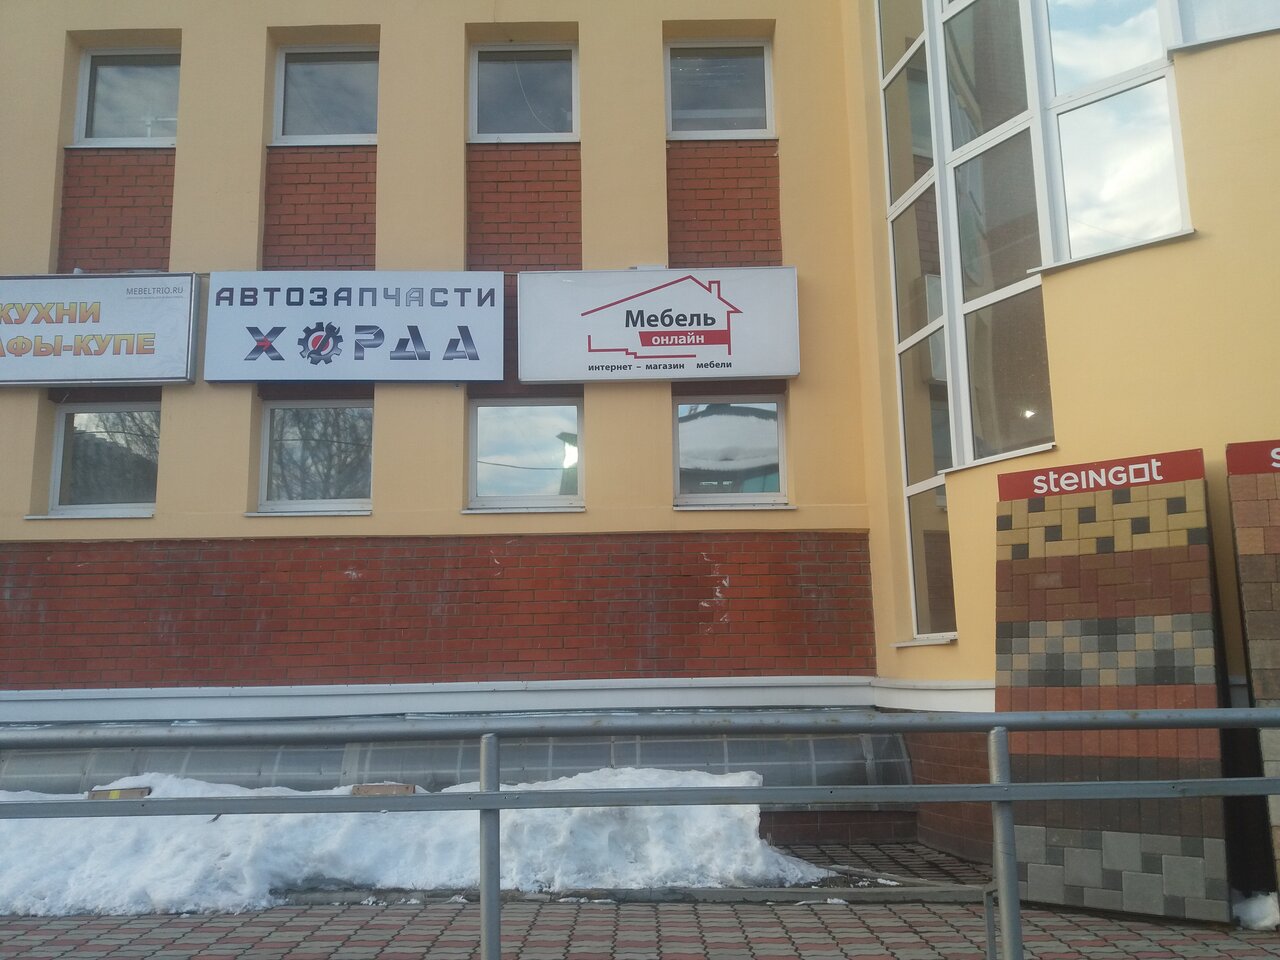 MEBELTRIO.RU
КУХНИ
АФЫ-КУПЕ
АВТОЗАПЧАСТИ
ХОРДА
Мебель
онлайн
интернет – магазин мебели
STEINGOT
S